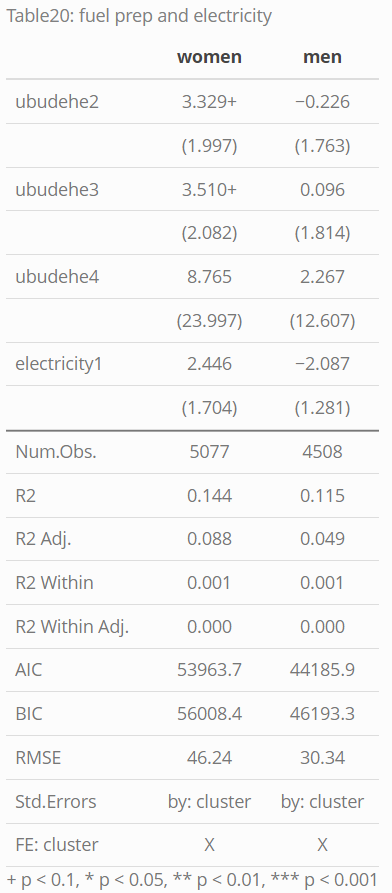 Table20: fuel prep and electricity
women men
ubudehe2 3.329+ −0.226
(1.997) (1.763)
ubudehe3 3.510+ 0.096
(2.082) (1.814)
ubudehe4 8.765 2.267
(23.997) (12.607)
electricity1 2.446 −2.087
(1.704) (1.281)
Num.Obs. 5077 4508
R2 0.144 0.115
R2 Adj. 0.088 0.049
R2 Within 0.001 0.001
R2 Within Adj. 0.000 0.000
AIC 53963.7 44185.9
BIC 56008.4 46193.3
RMSE 46.24 30.34
Std.Errors by: cluster by: cluster
FE: cluster X X
+ p < 0.1, * p < 0.05, ** p < 0.01, *** p < 0.001